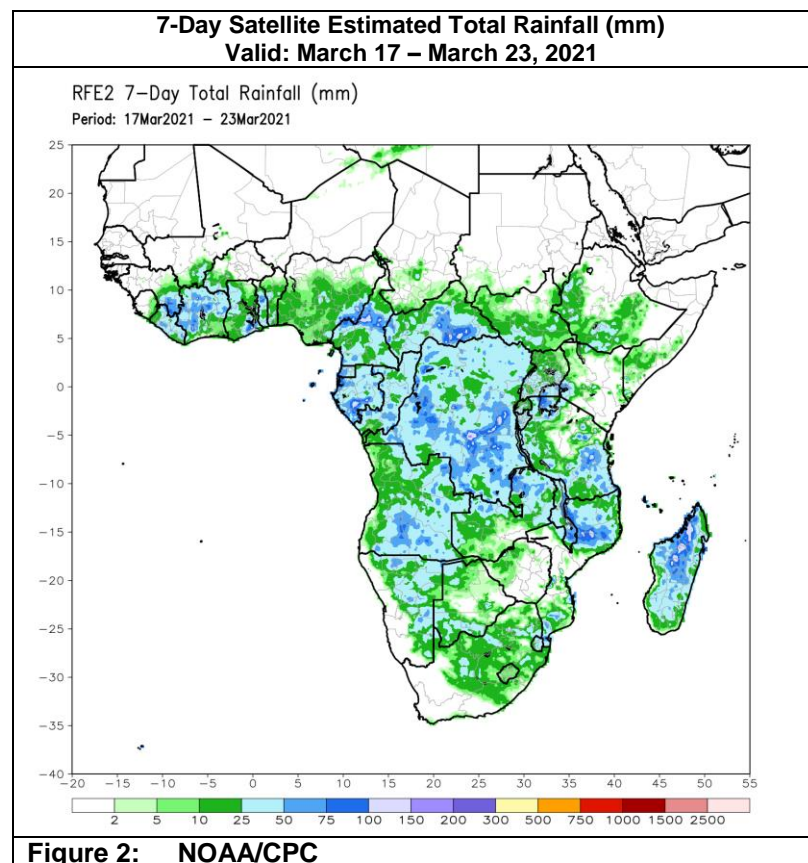 7-Day Satellite Estimated Total Rainfall (mm)
Valid: March 17 – March 23, 2021
RFE2 7-Day Total Rainfall (mm)
Period: 17Mar2021 – 23Mar2021
25
20
15
10
5
0
−5
−10
−15
−20
−25
−30
−35
−40
−20 −15 −10 −5 0 5 10 15 20 25 30 35 40 45 50 55
2 5 10 25 50 75 100 150 200 300 500 750 1000 1500 2500
Figure 2: NOAA/CPC